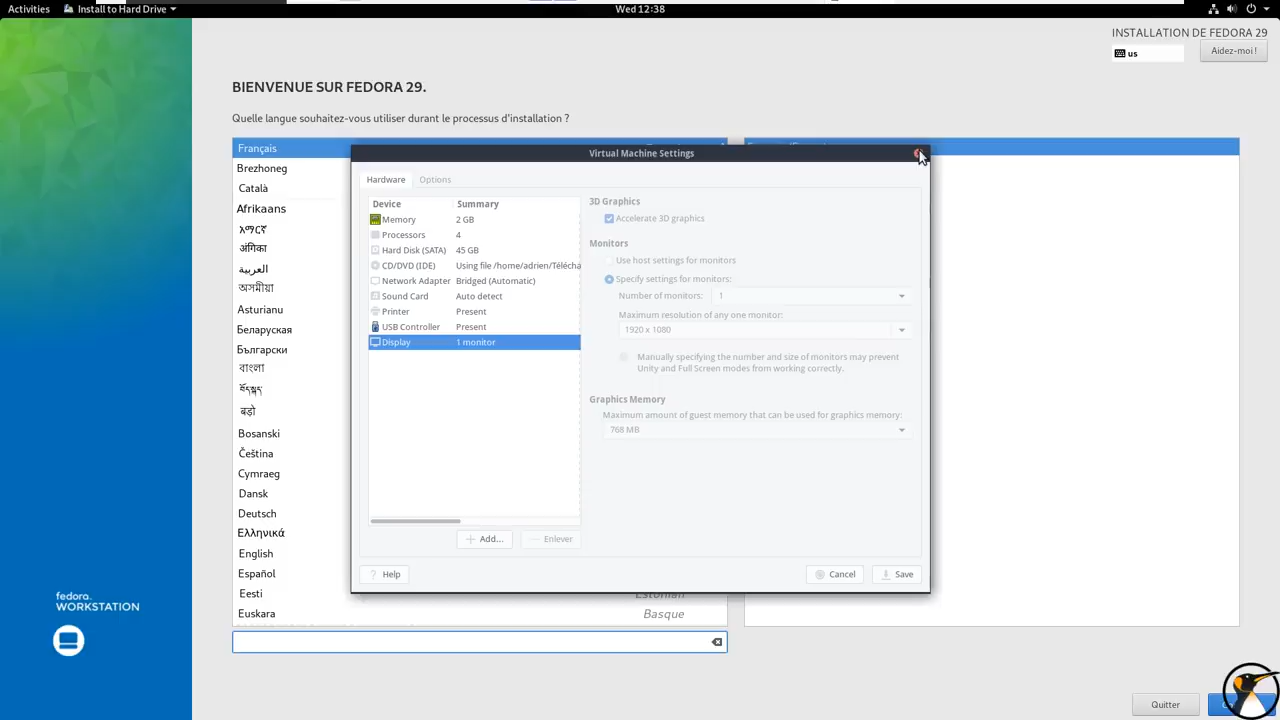 Activities
Install to Hard Drive
Wed 12:38
INSTALLATION DE FEDORA 29
us
Aidez-moi !
BIENVENUE SUR FEDORA 29.
Quelle langue souhaitez-vous utiliser durant le processus d'installation ?
Français
Brezhoneg
Català
Afrikaans
አማርኛ
अंगिका
العربية
অসমীয়া
Asturianu
Беларуская
Български
বাংলা
བོད་སྐད་
बड़ो
Bosanski
Čeština
Cymraeg
Dansk
Deutsch
Ελληνικά
English
Español
Eesti Estonian
Euskara Basque
Virtual Machine Settings
Hardware Options
Device Summary
Memory 2 GB
Processors 4
Hard Disk (SATA) 45 GB
CD/DVD (IDE) Using file /home/adrien/Télécha
Network Adapter Bridged (Automatic)
Sound Card Auto detect
Printer Present
USB Controller Present
Display 1 monitor
Add... Enlever
3D Graphics
Accelerate 3D graphics
Monitors
Use host settings for monitors
Specify settings for monitors:
Number of monitors: 1
Maximum resolution of any one monitor:
1920 x 1080
Manually specifying the number and size of monitors may prevent
Unity and Full Screen modes from working correctly.
Graphics Memory
Maximum amount of guest memory that can be used for graphics memory:
768 MB
Help Cancel Save
fedora.
WORKSTATION
Quitter